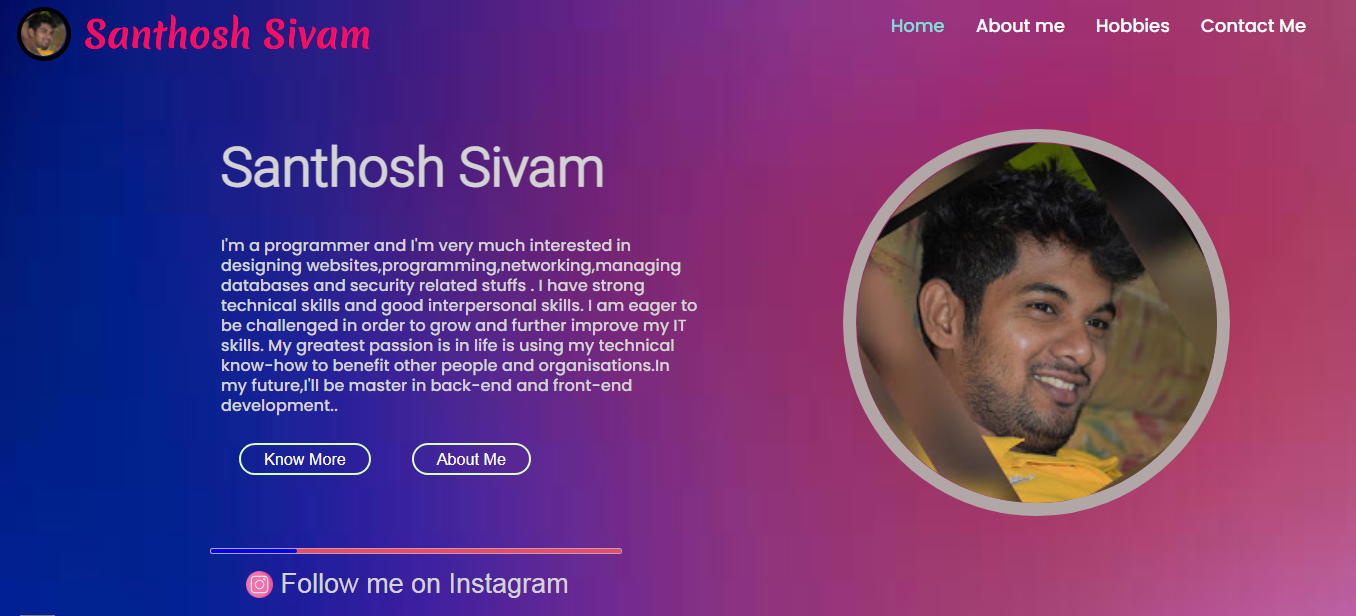 Santhosh Sivam
Home About me Hobbies Contact Me
Santhosh Sivam
I'm a programmer and I'm very much interested in
designing websites,programming,networking,managing
databases and security related stuffs . I have strong
technical skills and good interpersonal skills. I am eager to
be challenged in order to grow and further improve my IT
skills. My greatest passion is in life is using my technical
know-how to benefit other people and organisations.In
my future,I'll be master in back-end and front-end
development..
Know More About Me
Follow me on Instagram